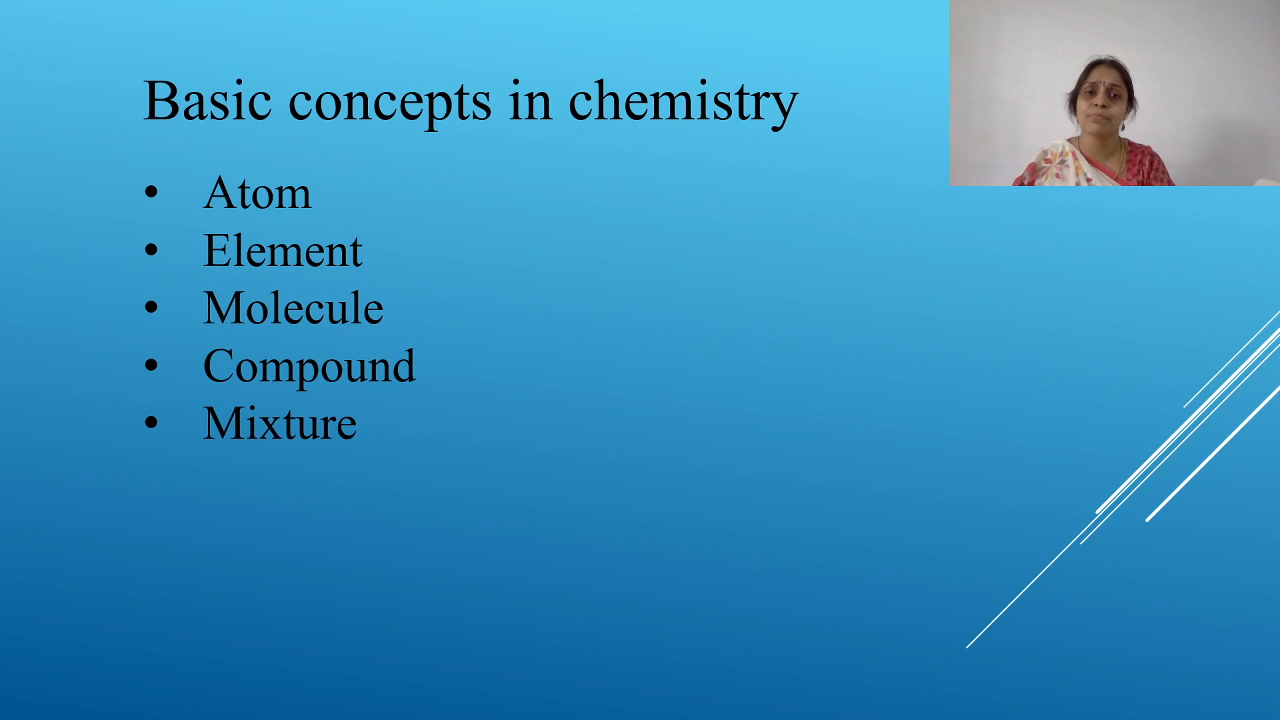 Basic concepts in chemistry
• Atom
• Element
• Molecule
• Compound
• Mixture